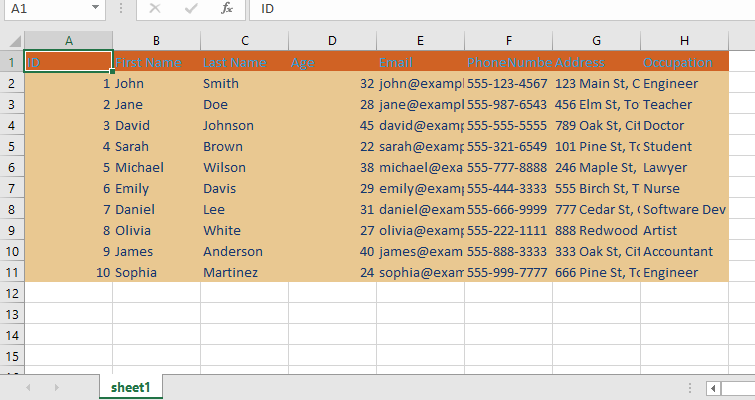 A1 fx ID
A B C D E F G H
1 ID First Name Last Name Age Email PhoneNumbe Address Occupation
2 1 John Smith 32 john@exampl 555-123-4567 123 Main St, C Engineer
3 2 Jane Doe 28 jane@exampl 555-987-6543 456 Elm St, To Teacher
4 3 David Johnson 45 david@examp 555-555-5555 789 Oak St, Cit Doctor
5 4 Sarah Brown 22 sarah@examp 555-321-6549 101 Pine St, To Student
6 5 Michael Wilson 38 michael@exa 555-777-8888 246 Maple St, Lawyer
7 6 Emily Davis 29 emily@examp 555-444-3333 555 Birch St, T Nurse
8 7 Daniel Lee 31 daniel@exam 555-666-9999 777 Cedar St, Software Dev
9 8 Olivia White 27 olivia@examp 555-222-1111 888 Redwood Artist
10 9 James Anderson 40 james@exam 555-888-3333 333 Oak St, Cit Accountant
11 10 Sophia Martinez 24 sophia@exam 555-999-7777 666 Pine St, To Engineer
12
13
14
15
sheet1